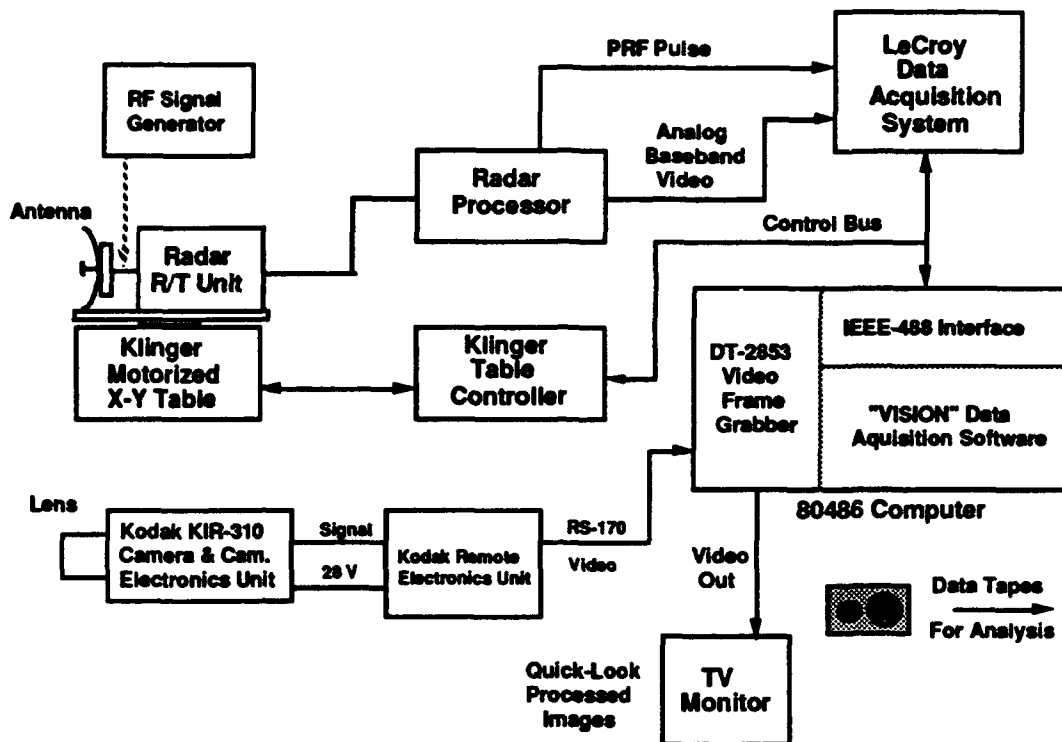 PRF Pulse
LeCroy
Data
Acquisition
System
RF Signal
Generator
Analog
Baseband
Video
Radar
Processor
Antenna
Radar
R/T Unit
Control Bus
Klinger
Motorized
X-Y Table
Klinger
Table
Controller
DT-2853
Video
Frame
Grabber
IEEE-488 Interface
"VISION" Data
Aquisition Software
80486 Computer
Lens
Kodak KIR-310
Camera & Cam.
Electronics Unit
Signal
28 V
Kodak Remote
Electronics Unit
RS-170
Video
Video
Out
Data Tapes
For Analysis
Quick-Look
Processed
Images
TV
Monitor